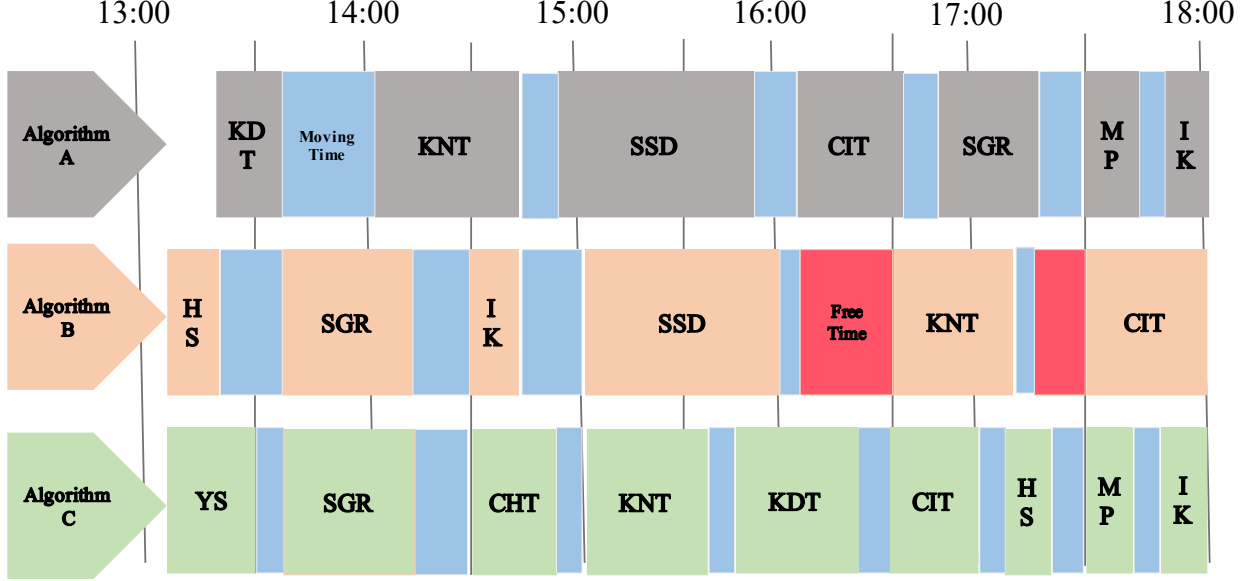 13:00 14:00 15:00 16:00 17:00 18:00
Algorithm
A
KD
T
Moving
Time
KNT
SSD
CIT
SGR
M
P
I
K
Algorithm
B
H
S
SGR
I
K
SSD
Free
Time
KNT
CIT
Algorithm
C
YS
SGR
CHT
KNT
KDT
CIT
H
S
M
P
I
K